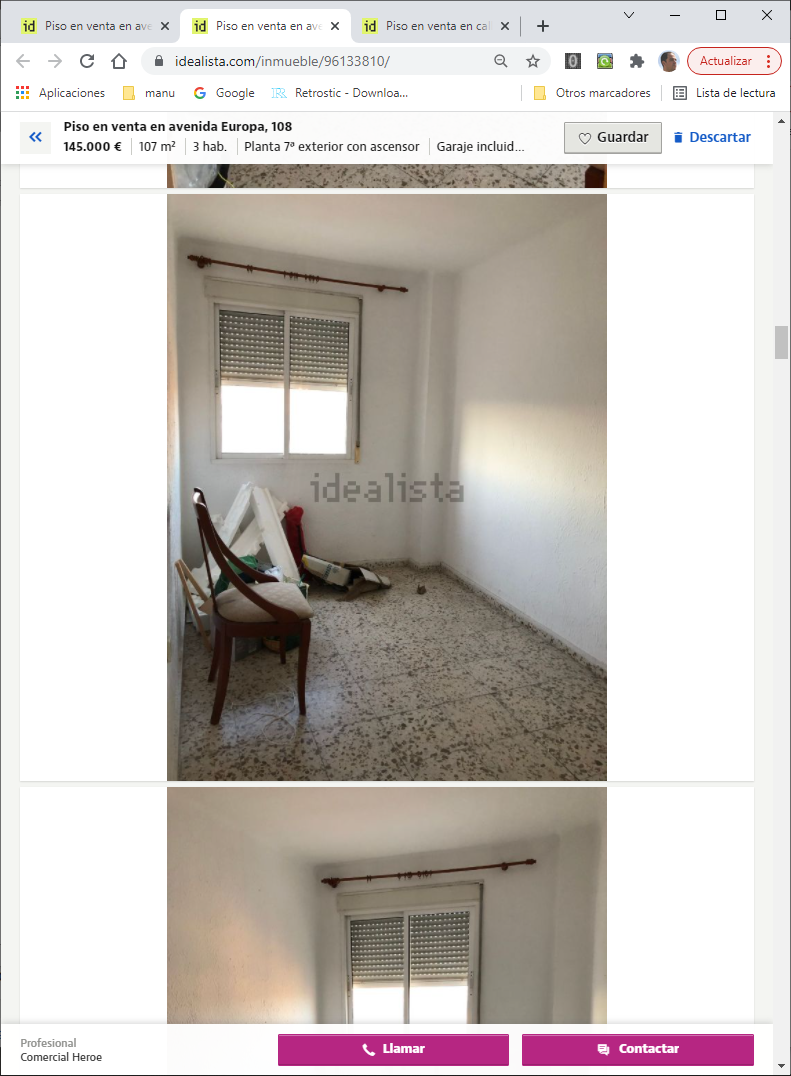 id Piso en venta en ave
id Piso en venta en ave
id Piso en venta en cal
idealista.com/inmueble/96133810/
Actualizar
Aplicaciones
manu
Google
Retrostic - Downloa...
Otros marcadores
Lista de lectura
Piso en venta en avenida Europa, 108
145.000 € 107 m² 3 hab. Planta 7ª exterior con ascensor Garaje incluid...
Guardar
Descartar
idealista
Profesional
Comercial Heroe
Llamar
Contactar